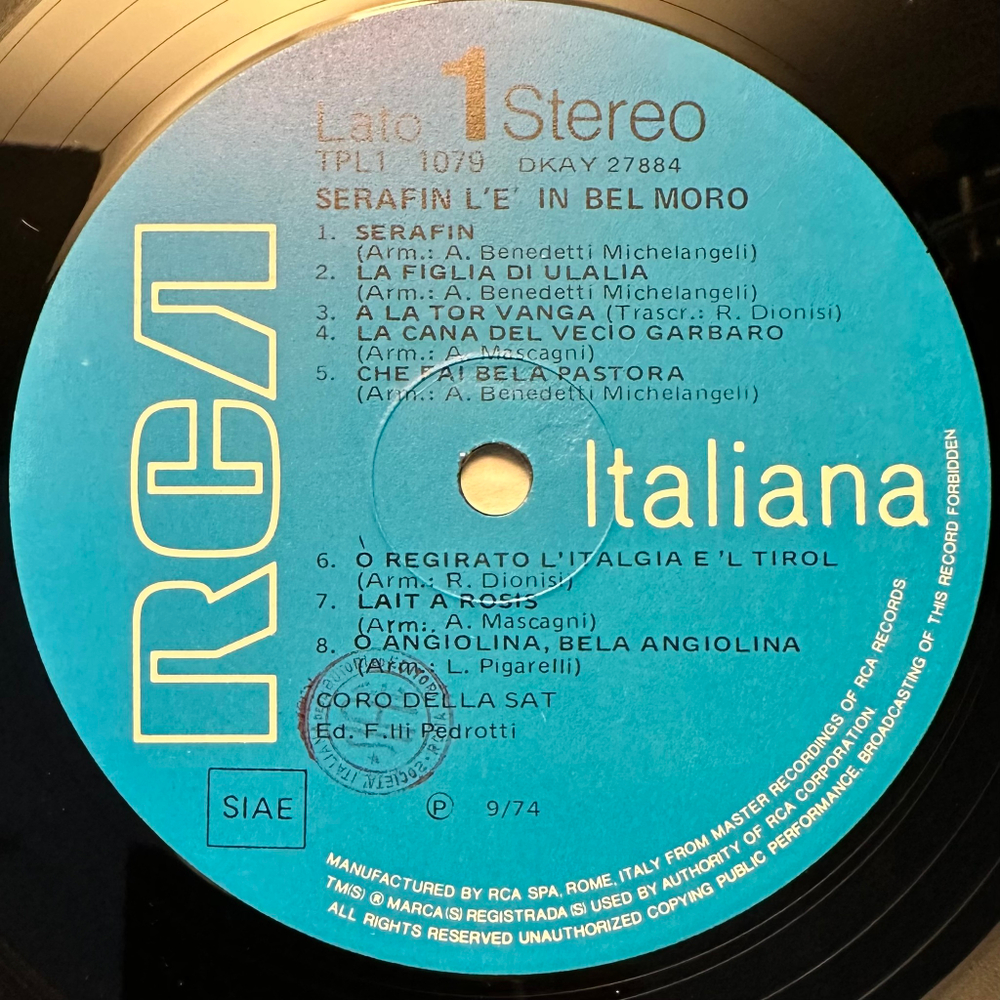 Lato 1 Stereo
TPL1 1079 DKAY 27884
SERAFIN L'E' IN BEL MORO
1. SERAFIN
(Arm.: A. Benedetti Michelangeli)
2. LA FIGLIA DI ULALIA
(Arm.: A. Benedetti Michelangeli)
3. A LA TOR VANGA (Trascr.: R. Dionisi)
4. LA CANA DEL VECIO GARBARO
(Arm.: A. Mascagni)
5. CHE FAI BELA PASTORA
(Arm.: A. Benedetti Michelangeli)
RCA
Italiana
6. Ò REGIRATO L'ITALGIA E 'L TIROL
(Arm.: R. Dionisi)
7. LAIT A ROSIS
(Arm.: A. Mascagni)
8. O ANGIOLINA, BELA ANGIOLINA
(Arm.: L. Pigarelli)
CORO DELLA SAT
Ed. F.lli Pedrotti
SIAE
Ⓟ 9/74
MANUFACTURED BY RCA SPA, ROME, ITALY FROM MASTER RECORDINGS OF RCA RECORDS
TM(S) ® MARCA(S) REGISTRADA(S) USED BY AUTHORITY OF RCA CORPORATION.
ALL RIGHTS RESERVED UNAUTHORIZED COPYING PUBLIC PERFORMANCE, BROADCASTING OF THIS RECORD FORBIDDEN
SOCIETA' ITALIANA